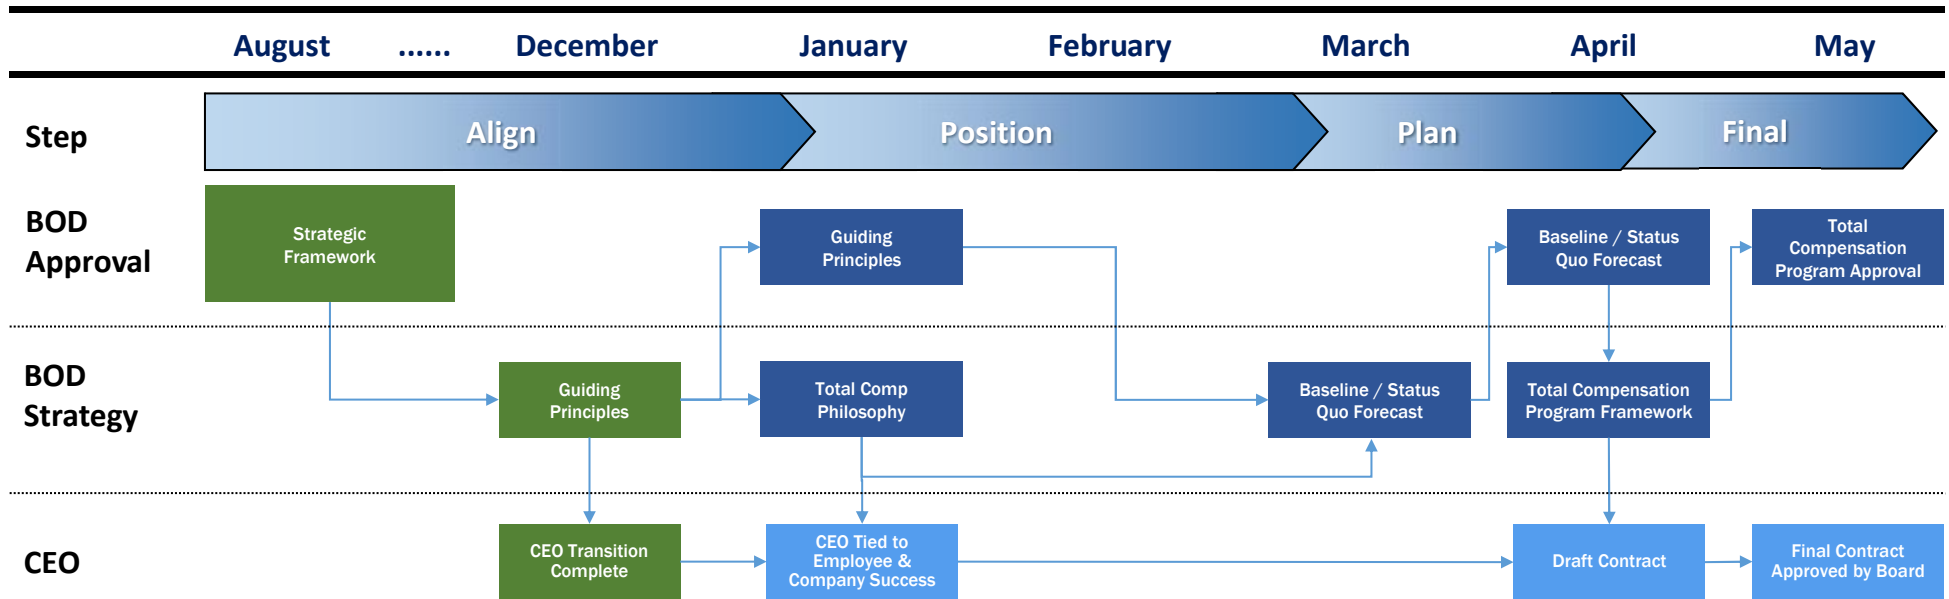 August ...... December January February March April May
Step
Align
Position
Plan
Final
BOD
Approval
Strategic
Framework
Guiding
Principles
Baseline / Status
Quo Forecast
Total
Compensation
Program Approval
BOD
Strategy
Guiding
Principles
Total Comp
Philosophy
Baseline / Status
Quo Forecast
Total Compensation
Program Framework
CEO
CEO Transition
Complete
CEO Tied to
Employee &
Company Success
Draft Contract
Final Contract
Approved by Board